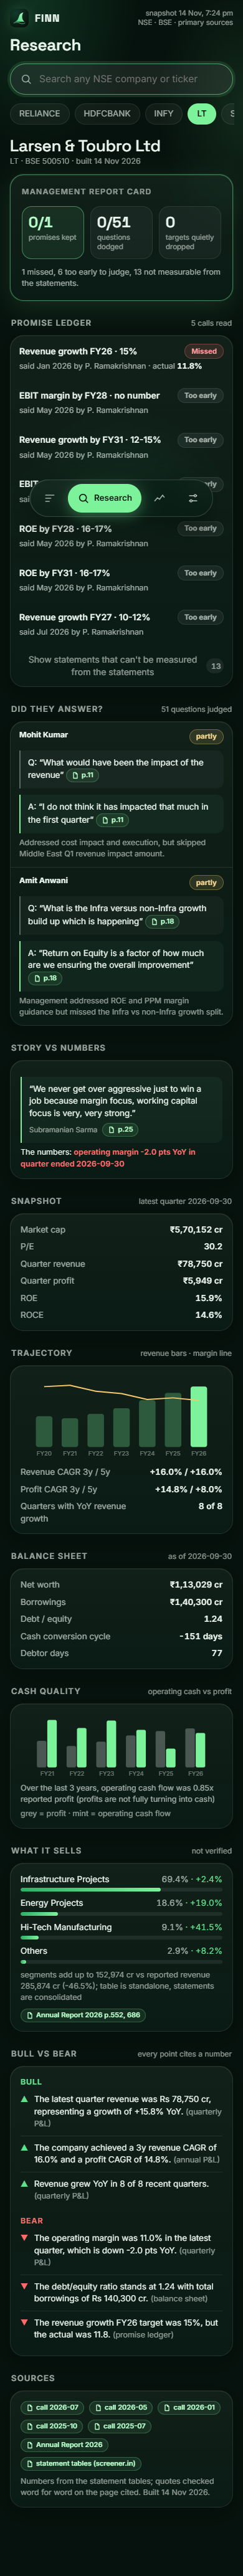 FINN
snapshot 14 Nov, 7:24 pm
NSE · BSE · primary sources
Research
Search any NSE company or ticker
RELIANCE HDFCBANK INFY LT S
Larsen & Toubro Ltd
LT · BSE 500510 · built 14 Nov 2026
MANAGEMENT REPORT CARD
0/1 0/51 0
promises kept questions dodged targets quietly dropped
1 missed, 6 too early to judge, 13 not measurable from
the statements.
PROMISE LEDGER 5 calls read
Revenue growth FY26 · 15% Missed
said Jan 2026 by P. Ramakrishnan · actual 11.8%
EBIT margin by FY28 · no number Too early
said May 2026 by P. Ramakrishnan
Revenue growth by FY31 · 12-15% Too early
said May 2026 by P. Ramakrishnan
EBIT
Research
ROE by FY28 · 16-17% Too early
said May 2026 by P. Ramakrishnan
ROE by FY31 · 16-17% Too early
said May 2026 by P. Ramakrishnan
Revenue growth FY27 · 10-12% Too early
said Jul 2026 by P. Ramakrishnan
Show statements that can't be measured 13
from the statements
DID THEY ANSWER? 51 questions judged
Mohit Kumar partly
Q: “What would have been the impact of the
revenue” p.11
A: “I do not think it has impacted that much in
the first quarter” p.11
Addressed cost impact and execution, but skipped
Middle East Q1 revenue impact amount.
Amit Anwani partly
Q: “What is the Infra versus non-Infra growth
build up which is happening” p.18
A: “Return on Equity is a factor of how much
are we ensuring the overall improvement”
p.18
Management addressed ROE and PPM margin
guidance but missed the Infra vs non-Infra growth split.
STORY VS NUMBERS
“We never get over aggressive just to win a
job because margin focus, working capital
focus is very, very strong.”
Subramanian Sarma p.25
The numbers: operating margin -2.0 pts YoY in
quarter ended 2026-09-30
SNAPSHOT latest quarter 2026-09-30
Market cap ₹5,70,152 cr
P/E 30.2
Quarter revenue ₹78,750 cr
Quarter profit ₹5,949 cr
ROE 15.9%
ROCE 14.6%
TRAJECTORY revenue bars · margin line
FY20 FY21 FY22 FY23 FY24 FY25 FY26
Revenue CAGR 3y / 5y +16.0% / +16.0%
Profit CAGR 3y / 5y +14.8% / +8.0%
Quarters with YoY revenue 8 of 8
growth
BALANCE SHEET as of 2026-09-30
Net worth ₹1,13,029 cr
Borrowings ₹1,40,300 cr
Debt / equity 1.24
Cash conversion cycle -151 days
Debtor days 77
CASH QUALITY operating cash vs profit
FY21 FY22 FY23 FY24 FY25 FY26
Over the last 3 years, operating cash flow was 0.85x
reported profit (profits are not fully turning into cash)
grey = profit · mint = operating cash flow
WHAT IT SELLS not verified
Infrastructure Projects 69.4% · +2.4%
Energy Projects 18.6% · +19.0%
Hi-Tech Manufacturing 9.1% · +41.5%
Others 2.9% · +8.2%
segments add up to 152,974 cr vs reported revenue
285,874 cr (-46.5%); table is standalone, statements
are consolidated
Annual Report 2026 p.552, 686
BULL VS BEAR every point cites a number
BULL
The latest quarter revenue was Rs 78,750 cr,
representing a growth of +15.8% YoY. (quarterly
P&L)
The company achieved a 3y revenue CAGR of
16.0% and a profit CAGR of 14.8%. (annual P&L)
Revenue grew YoY in 8 of 8 recent quarters.
(quarterly P&L)
BEAR
The operating margin was 11.0% in the latest
quarter, which is down -2.0 pts YoY. (quarterly
P&L)
The debt/equity ratio stands at 1.24 with total
borrowings of Rs 140,300 cr. (balance sheet)
The revenue growth FY26 target was 15%, but
the actual was 11.8. (promise ledger)
SOURCES
call 2026-07 call 2026-05 call 2026-01
call 2025-10 call 2025-07
Annual Report 2026
statement tables (screener.in)
Numbers from the statement tables; quotes checked
word for word on the page cited. Built 14 Nov 2026.